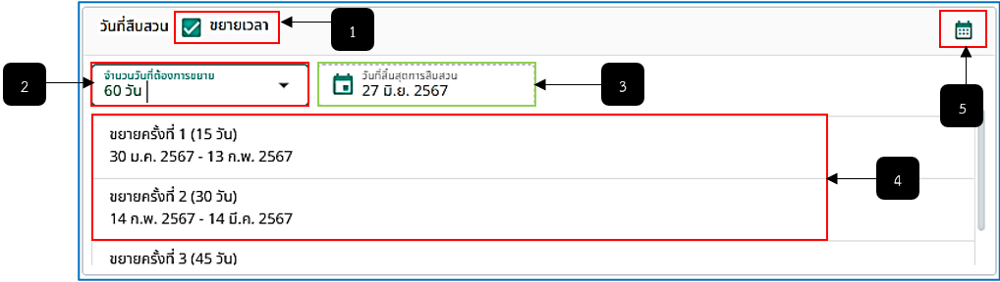 วันที่สืบสวน ขยายเวลา
1
5
2
จำนวนวันที่ต้องการขยาย
60 วัน
วันที่สิ้นสุดการสืบสวน
27 มิ.ย. 2567
3
ขยายครั้งที่ 1 (15 วัน)
30 ม.ค. 2567 - 13 ก.พ. 2567
4
ขยายครั้งที่ 2 (30 วัน)
14 ก.พ. 2567 - 14 มี.ค. 2567
ขยายครั้งที่ 3 (45 วัน)